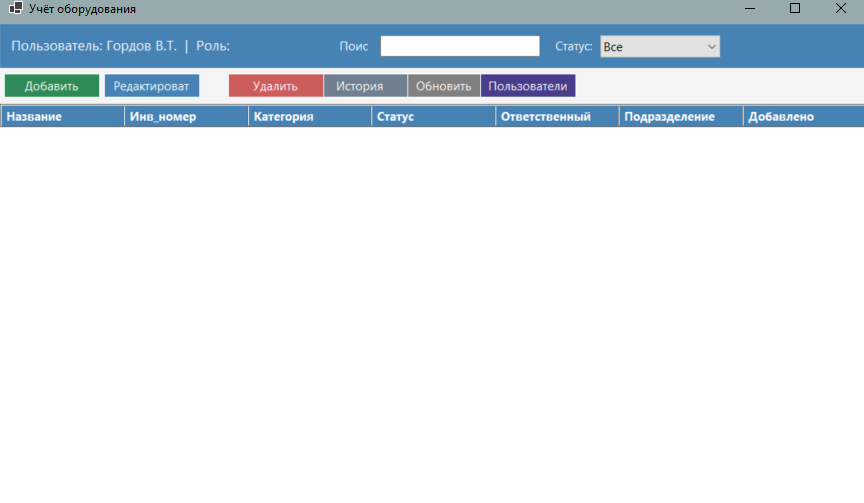 Учёт оборудования
Пользователь: Гордов В.Т. | Роль: Поиск Статус: Все
Добавить Редактироват Удалить История Обновить Пользователи
Название Инв_номер Категория Статус Ответственный Подразделение Добавлено